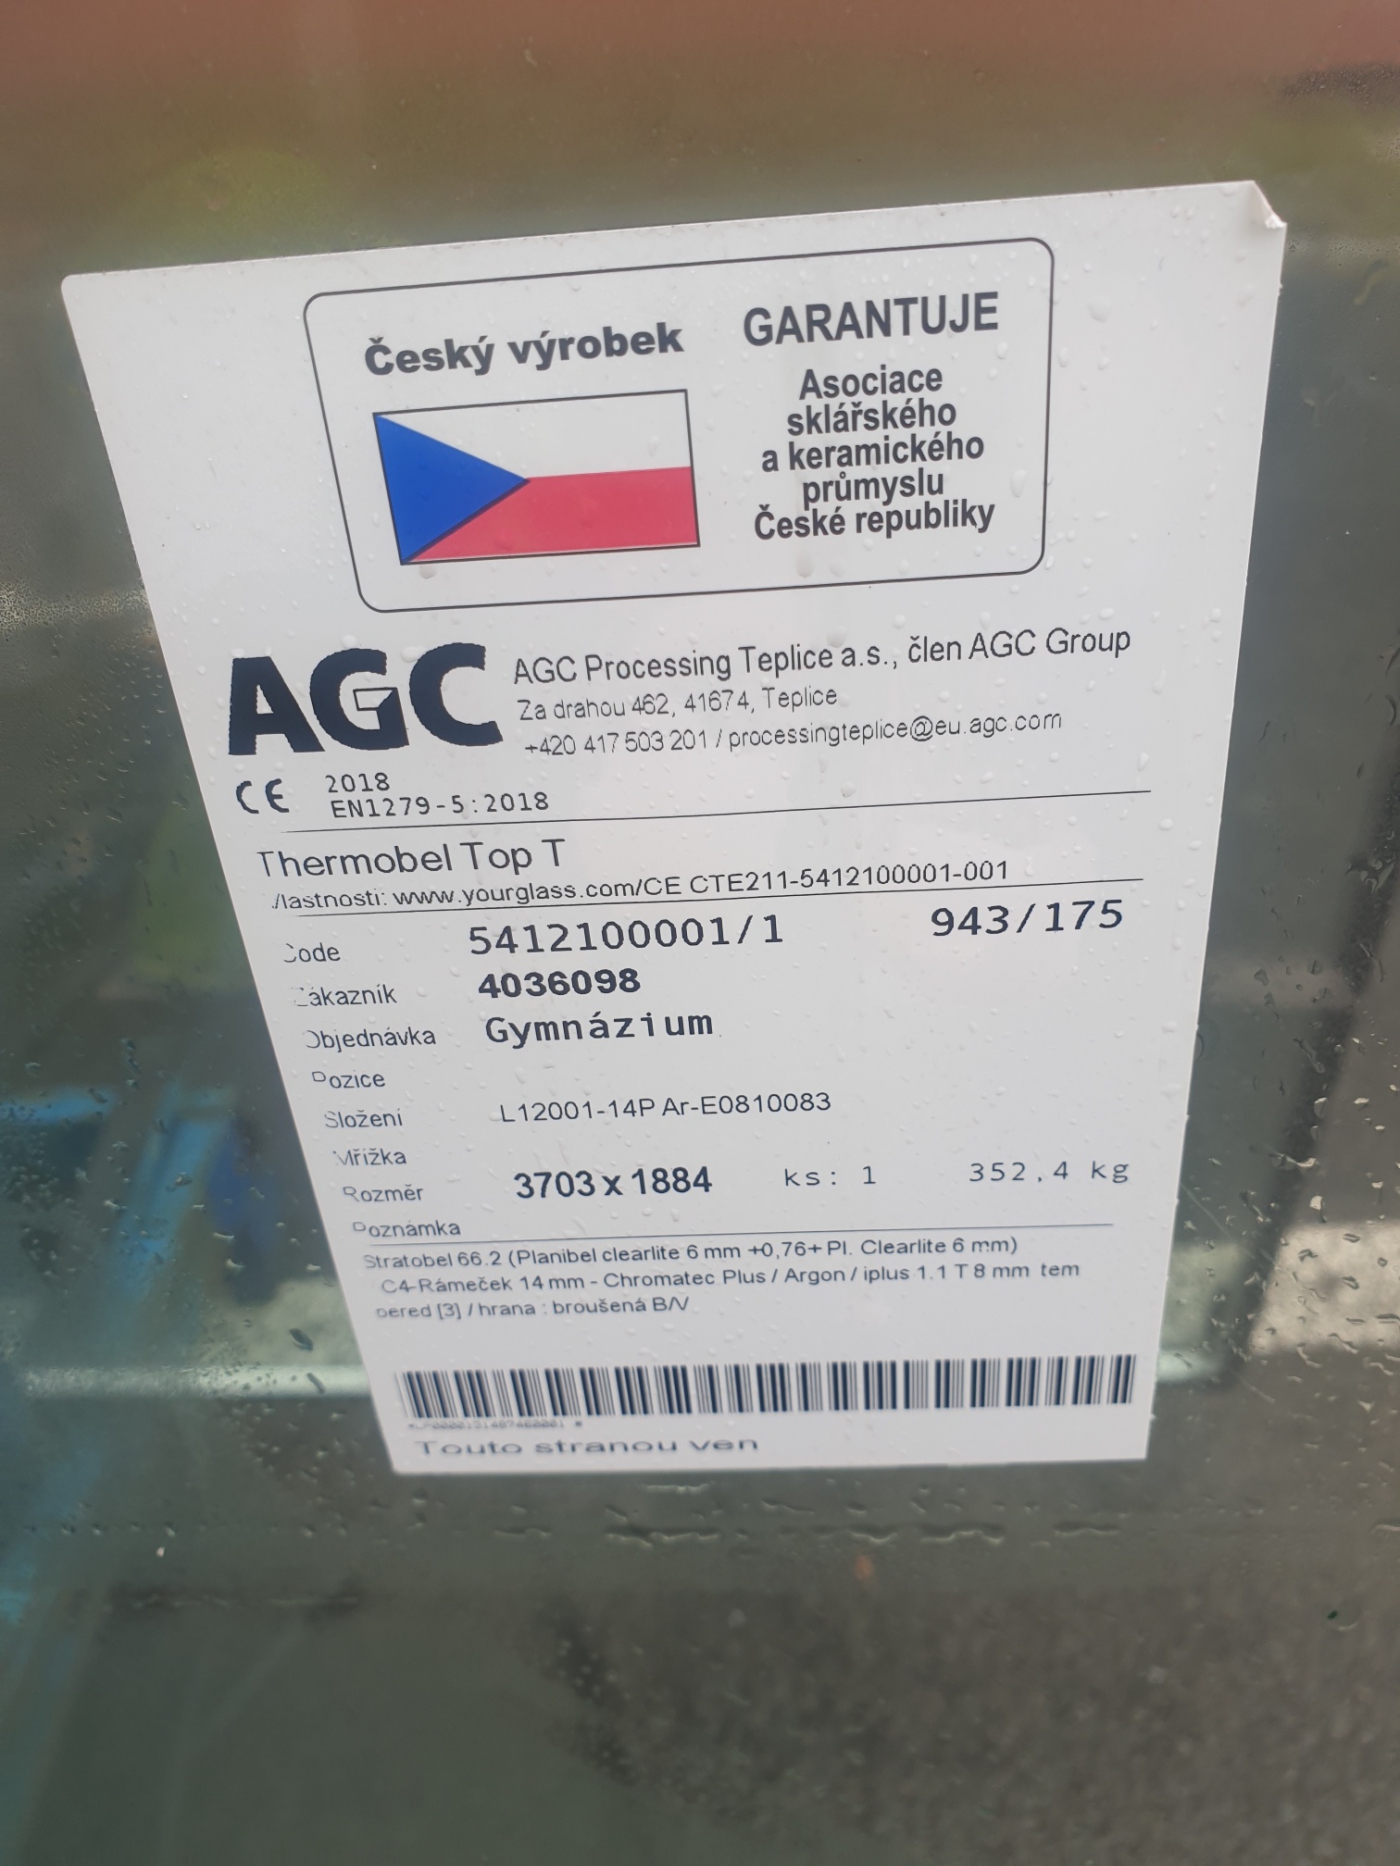 Český výrobek
GARANTUJE
Asociace
sklářského
a keramického
průmyslu
České republiky
AGC
AGC Processing Teplice a.s., člen AGC Group
Za drahou 462, 41674, Teplice
+420 417 503 201 / processingteplice@eu.agc.com
CE 2018
EN1279-5:2018
Thermobel Top T
Vlastnosti: www.yourglass.com/CE CTE211-5412100001-001
Code 5412100001/1 943/175
Zákazník 4036098
Objednávka Gymnázium
Pozice
Složení L12001-14P Ar-E0810083
Mřížka
Rozměr 3703 x 1884 ks: 1 352,4 kg
Poznámka
Stratobel 66.2 (Planibel clearlite 6 mm +0,76+ Pl. Clearlite 6 mm)
C4-Rámeček 14 mm - Chromatec Plus / Argon / iplus 1.1 T 8 mm tem
pered [3] / hrana : broušená B/V
Touto stranou ven